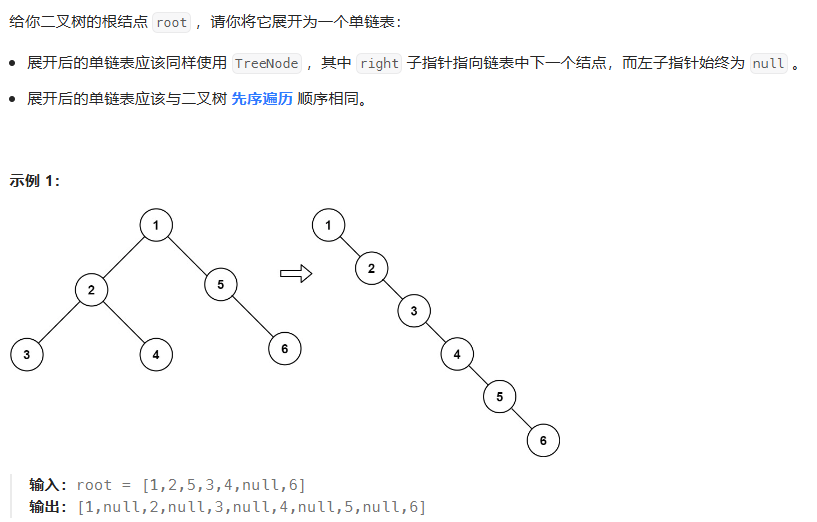 给你二叉树的根结点 root ，请你将它展开为一个单链表：
展开后的单链表应该同样使用 TreeNode ，其中 right 子指针指向链表中下一个结点，而左子指针始终为 null 。
展开后的单链表应该与二叉树 先序遍历 顺序相同。
示例 1：
1 1
2 5 2
3 4 6 3
4
5
6
输入：root = [1,2,5,3,4,null,6]
输出：[1,null,2,null,3,null,4,null,5,null,6]